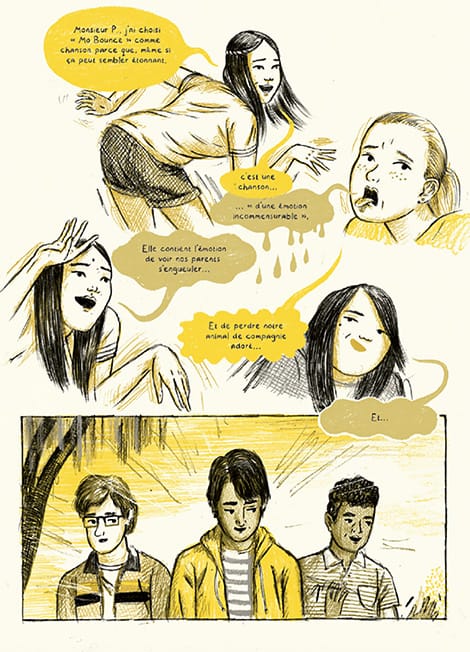 Monsieur P., j'ai choisi
« Mo Bounce » comme
chanson parce que, même si
ça peut sembler étonnant,
c'est une
chanson...
... « d'une émotion
incommensurable »,
Elle contient l'émotion
de voir nos parents
s'engueuler...
Et de perdre notre
animal de compagnie
adoré...
Et...